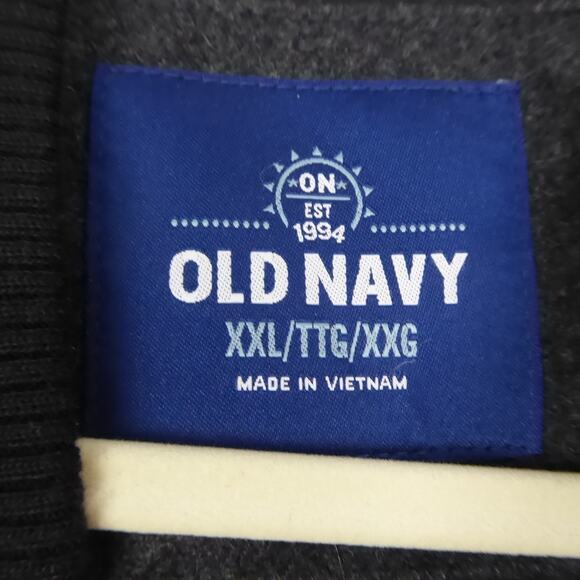 ON
EST
1994
OLD NAVY
XXL/TTG/XXG
MADE IN VIETNAM